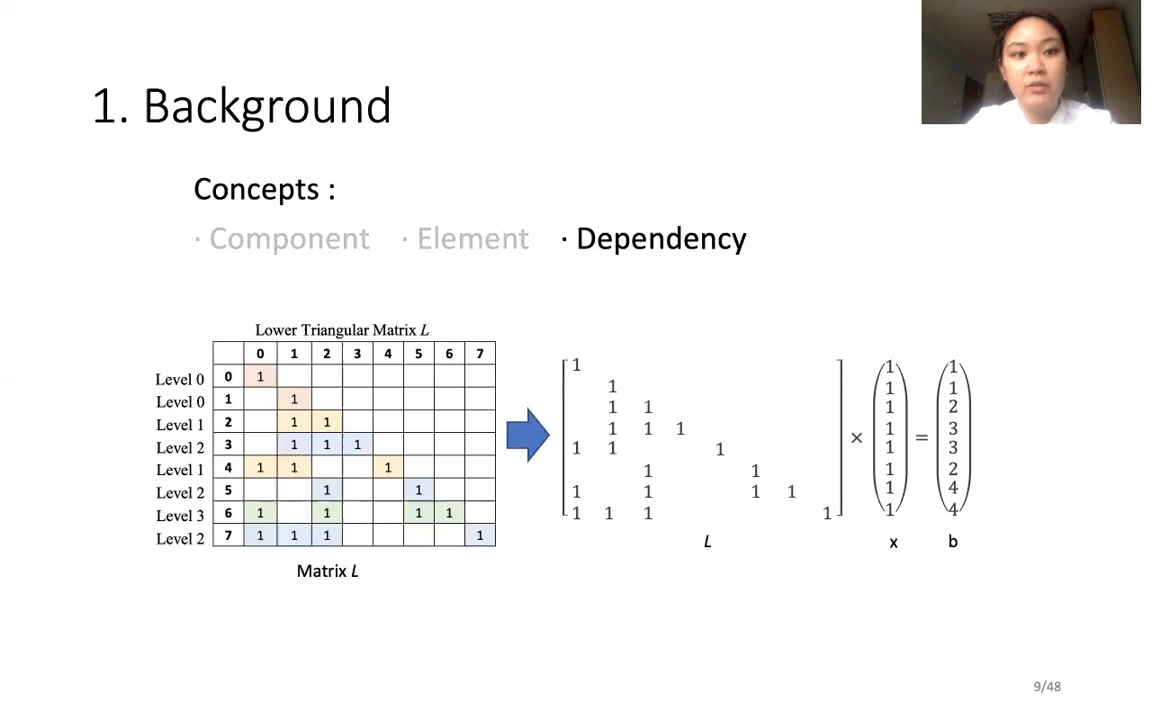 1. Background
Concepts :
· Component · Element · Dependency
Lower Triangular Matrix L
0 1 2 3 4 5 6 7
Level 0 0 1
Level 0 1 1
Level 1 2 1 1
Level 2 3 1 1 1
Level 1 4 1 1 1
Level 2 5 1 1
Level 3 6 1 1 1 1
Level 2 7 1 1 1 1
Matrix L
1 1 1
1 1 1
1 1 1 2
1 1 1 1 3
1 1 1 × 1 = 3
1 1 1 2
1 1 1 1 1 4
1 1 1 1 1 4
L x b
9/48